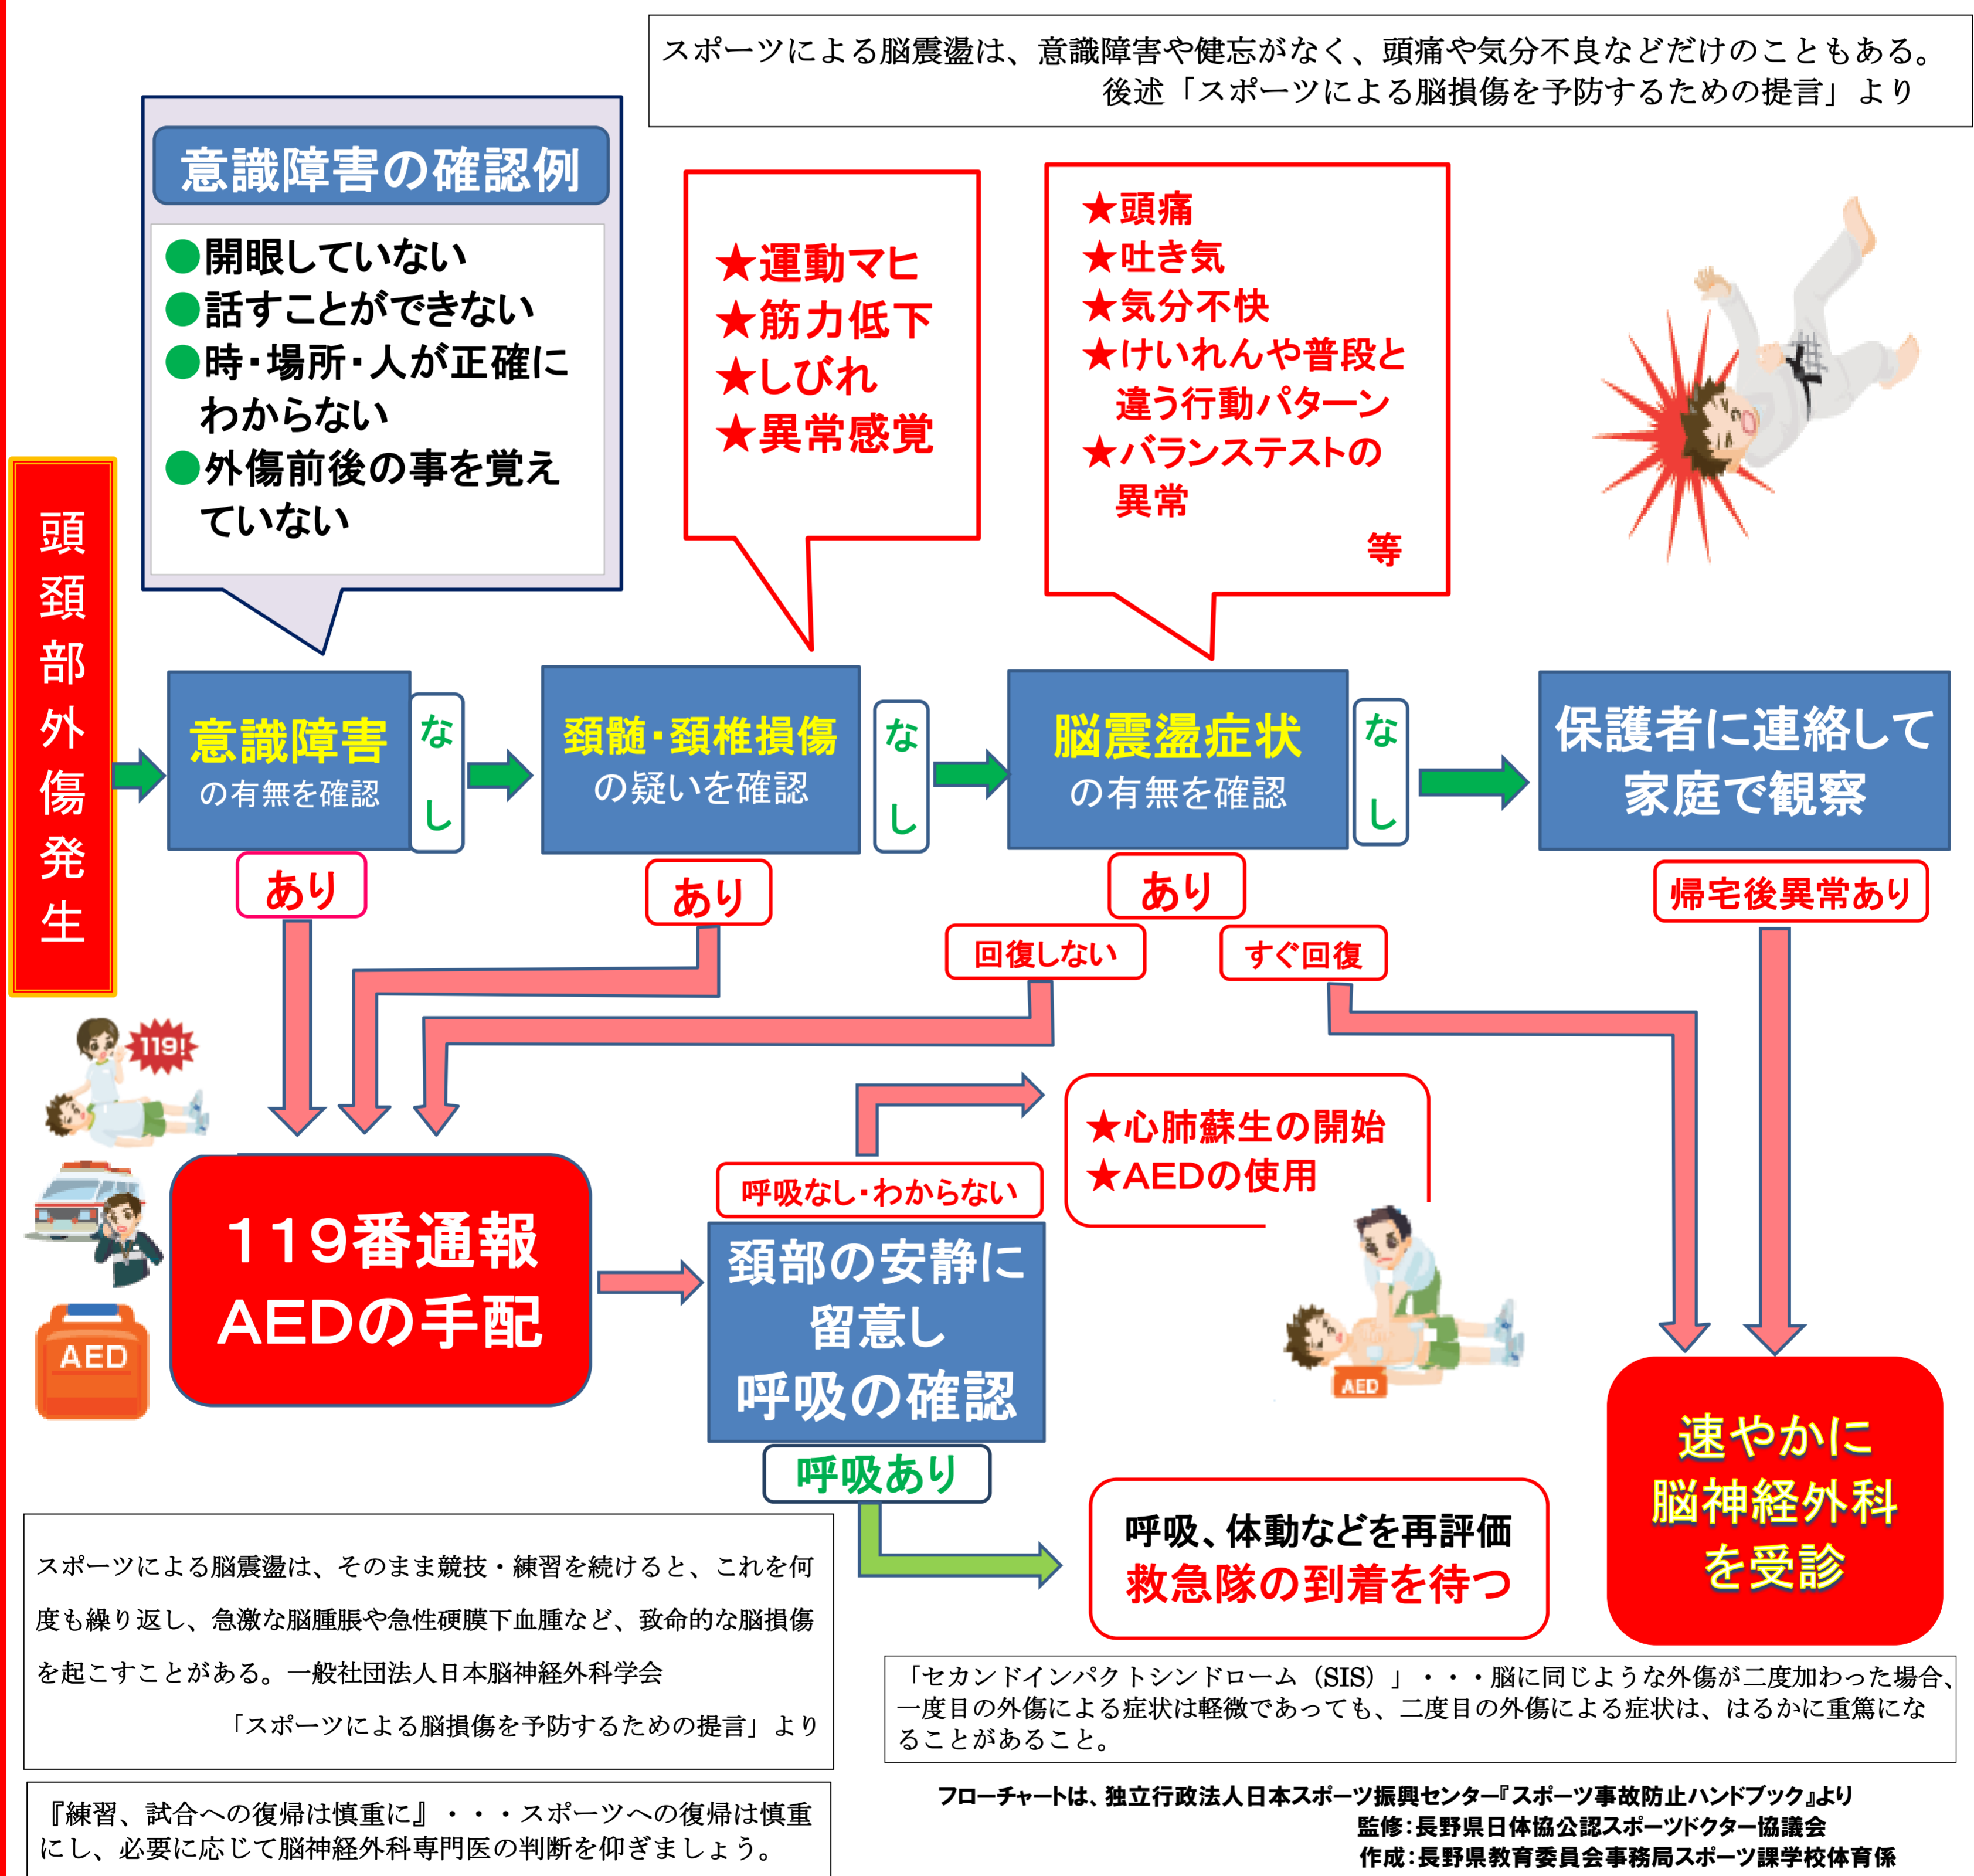 スポーツによる脳震盪は、意識障害や健忘がなく、頭痛や気分不良などだけのこともある。
後述「スポーツによる脳損傷を予防するための提言」より
意識障害の確認例
●開眼していない
●話すことができない
●時・場所・人が正確に
わからない
●外傷前後の事を覚え
ていない
★運動マヒ
★筋力低下
★しびれ
★異常感覚
★頭痛
★吐き気
★気分不快
★けいれんや普段と
違う行動パターン
★バランステストの
異常
等
頭頚部外傷発生
意識障害
の有無を確認
なし
頚髄・頚椎損傷
の疑いを確認
なし
脳震盪症状
の有無を確認
なし
保護者に連絡して
家庭で観察
あり
あり
あり
回復しない
すぐ回復
帰宅後異常あり
119!
119番通報
AEDの手配
AED
呼吸なし・わからない
★心肺蘇生の開始
★AEDの使用
頚部の安静に
留意し
呼吸の確認
AED
呼吸あり
呼吸、体動などを再評価
救急隊の到着を待つ
速やかに
脳神経外科
を受診
スポーツによる脳震盪は、そのまま競技・練習を続けると、これを何
度も繰り返し、急激な脳腫脹や急性硬膜下血腫など、致命的な脳損傷
を起こすことがある。一般社団法人日本脳神経外科学会
「スポーツによる脳損傷を予防するための提言」より
「セカンドインパクトシンドローム（SIS）」・・・脳に同じような外傷が二度加わった場合、
一度目の外傷による症状は軽微であっても、二度目の外傷による症状は、はるかに重篤にな
ることがあること。
『練習、試合への復帰は慎重に』・・・スポーツへの復帰は慎重
にし、必要に応じて脳神経外科専門医の判断を仰ぎましょう。
フローチャートは、独立行政法人日本スポーツ振興センター『スポーツ事故防止ハンドブック』より
監修：長野県日体協公認スポーツドクター協議会
作成：長野県教育委員会事務局スポーツ課学校体育係